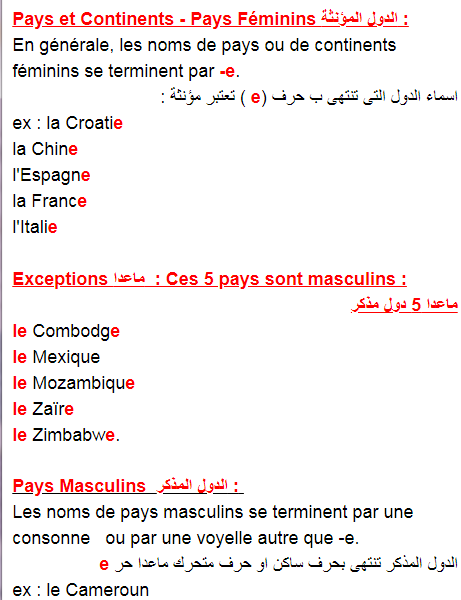 Pays et Continents - Pays Féminins الدول المؤنثة :
En générale, les noms de pays ou de continents
féminins se terminent par -e.
اسماء الدول التى تنتهى ب حرف (e ) تعتبر مؤنثة :
ex : la Croatie
la Chine
l'Espagne
la France
l'Italie
Exceptions ماعدا : Ces 5 pays sont masculins :
ماعدا 5 دول مذكر
le Combodge
le Mexique
le Mozambique
le Zaïre
le Zimbabwe.
Pays Masculins الدول المذكر :
Les noms de pays masculins se terminent par une
consonne ou par une voyelle autre que -e.
الدول المذكر تنتهى بحرف ساكن او حرف متحرك ماعدا حر e
ex : le Cameroun